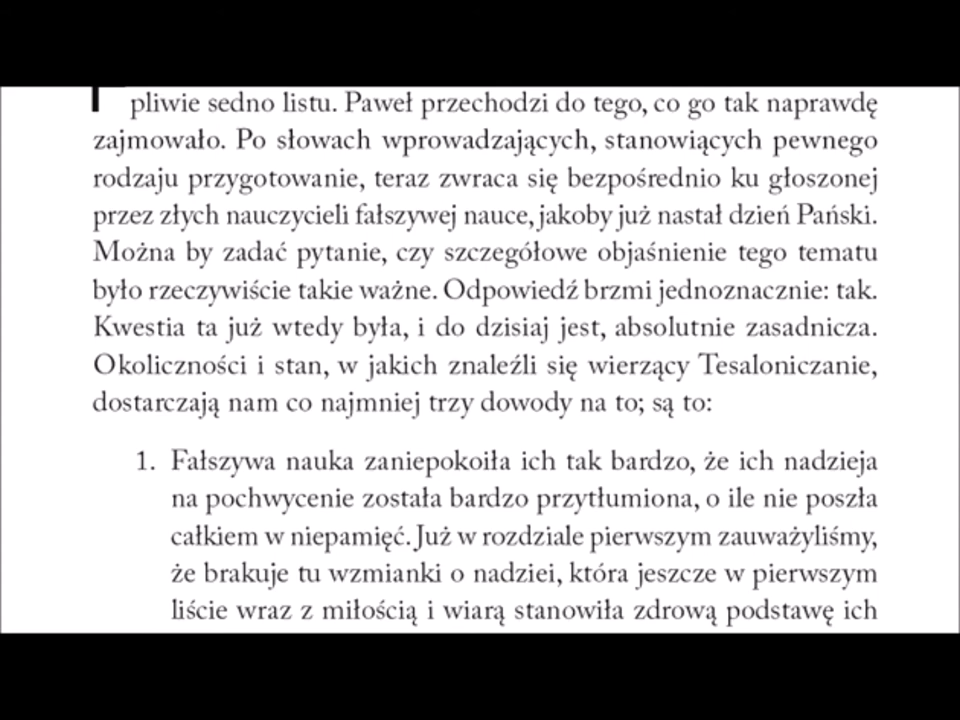 pliwie sedno listu. Paweł przechodzi do tego, co go tak naprawdę
zajmowało. Po słowach wprowadzających, stanowiących pewnego
rodzaju przygotowanie, teraz zwraca się bezpośrednio ku głoszonej
przez złych nauczycieli fałszywej nauce, jakoby już nastał dzień Pański.
Można by zadać pytanie, czy szczegółowe objaśnienie tego tematu
było rzeczywiście takie ważne. Odpowiedź brzmi jednoznacznie: tak.
Kwestia ta już wtedy była, i do dzisiaj jest, absolutnie zasadnicza.
Okoliczności i stan, w jakich znaleźli się wierzący Tesaloniczanie,
dostarczają nam co najmniej trzy dowody na to; są to:
1. Fałszywa nauka zaniepokoiła ich tak bardzo, że ich nadzieja
na pochwycenie została bardzo przytłumiona, o ile nie poszła
całkiem w niepamięć. Już w rozdziale pierwszym zauważyliśmy,
że brakuje tu wzmianki o nadziei, która jeszcze w pierwszym
liście wraz z miłością i wiarą stanowiła zdrową podstawę ich